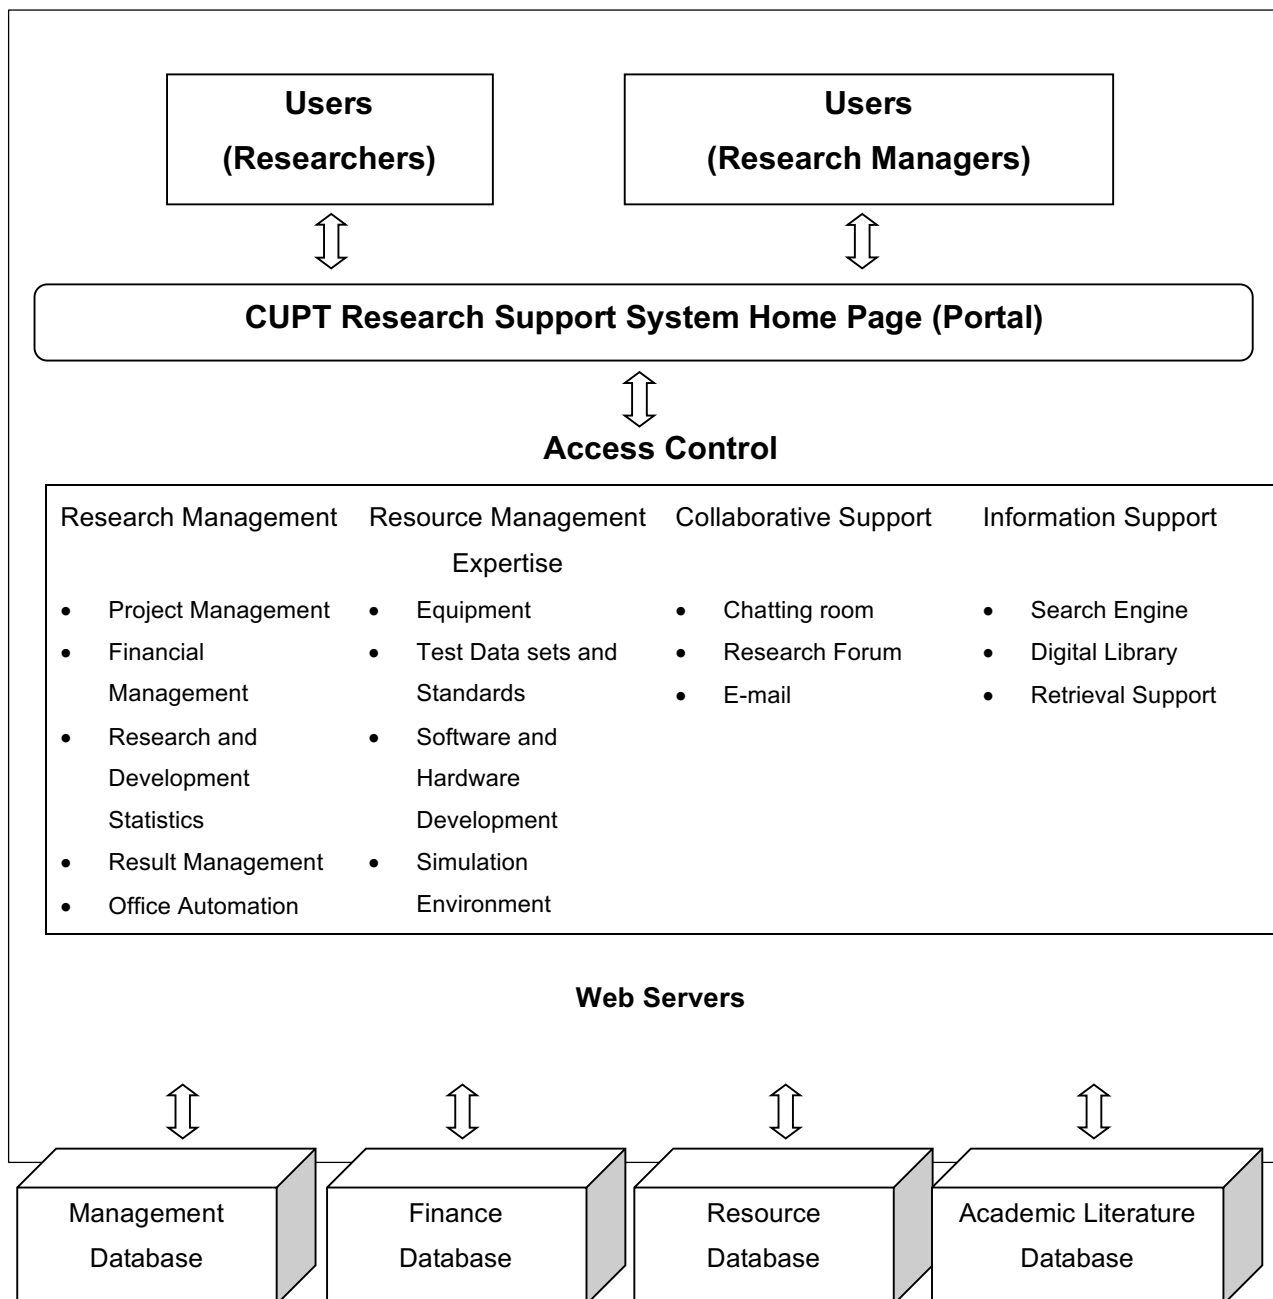 Users
(Researchers)
Users
(Research Managers)
CUPT Research Support System Home Page (Portal)
Access Control
Research Management
• Project Management
• Financial
Management
• Research and
Development
Statistics
• Result Management
• Office Automation
Resource Management
Expertise
• Equipment
• Test Data sets and
Standards
• Software and
Hardware
Development
• Simulation
Environment
Collaborative Support
• Chatting room
• Research Forum
• E-mail
Information Support
• Search Engine
• Digital Library
• Retrieval Support
Web Servers
Management
Database
Finance
Database
Resource
Database
Academic Literature
Database